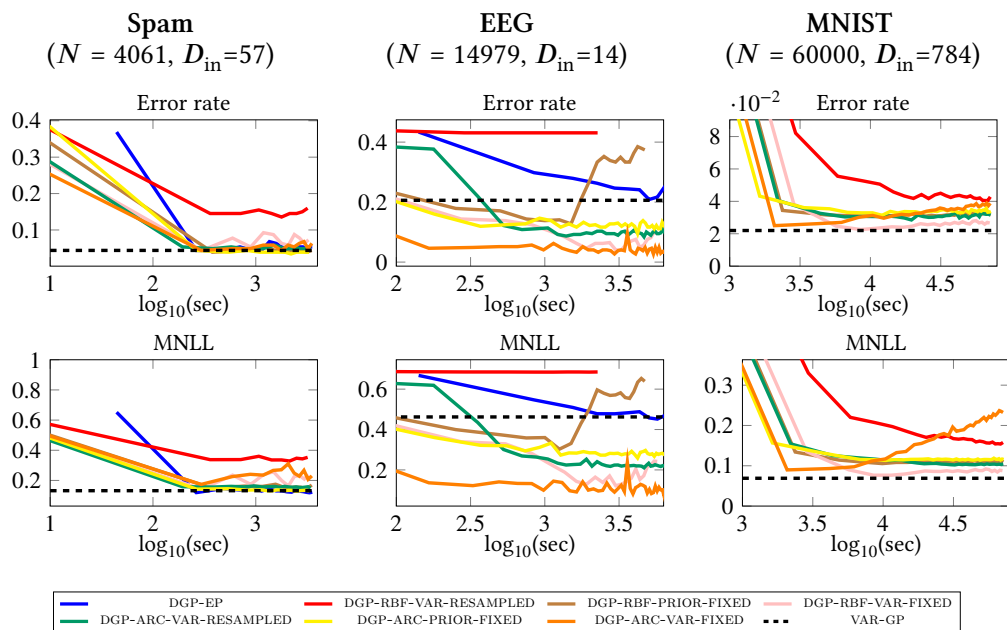 Spam EEG MNIST
(N = 4061, D_in=57) (N = 14979, D_in=14) (N = 60000, D_in=784)
Error rate Error rate ·10⁻² Error rate
0.4
0.3
0.2
0.1
1 2 3
log₁₀(sec)
0.4
0.2
0
2 2.5 3 3.5
log₁₀(sec)
8
6
4
2
0
3 3.5 4 4.5
log₁₀(sec)
MNLL MNLL MNLL
1
0.8
0.6
0.4
0.2
1 2 3
log₁₀(sec)
0.6
0.4
0.2
2 2.5 3 3.5
log₁₀(sec)
0.3
0.2
0.1
0
3 3.5 4 4.5
log₁₀(sec)
DGP-EP DGP-RBF-VAR-RESAMPLED DGP-RBF-PRIOR-FIXED DGP-RBF-VAR-FIXED
DGP-ARC-VAR-RESAMPLED DGP-ARC-PRIOR-FIXED DGP-ARC-VAR-FIXED VAR-GP